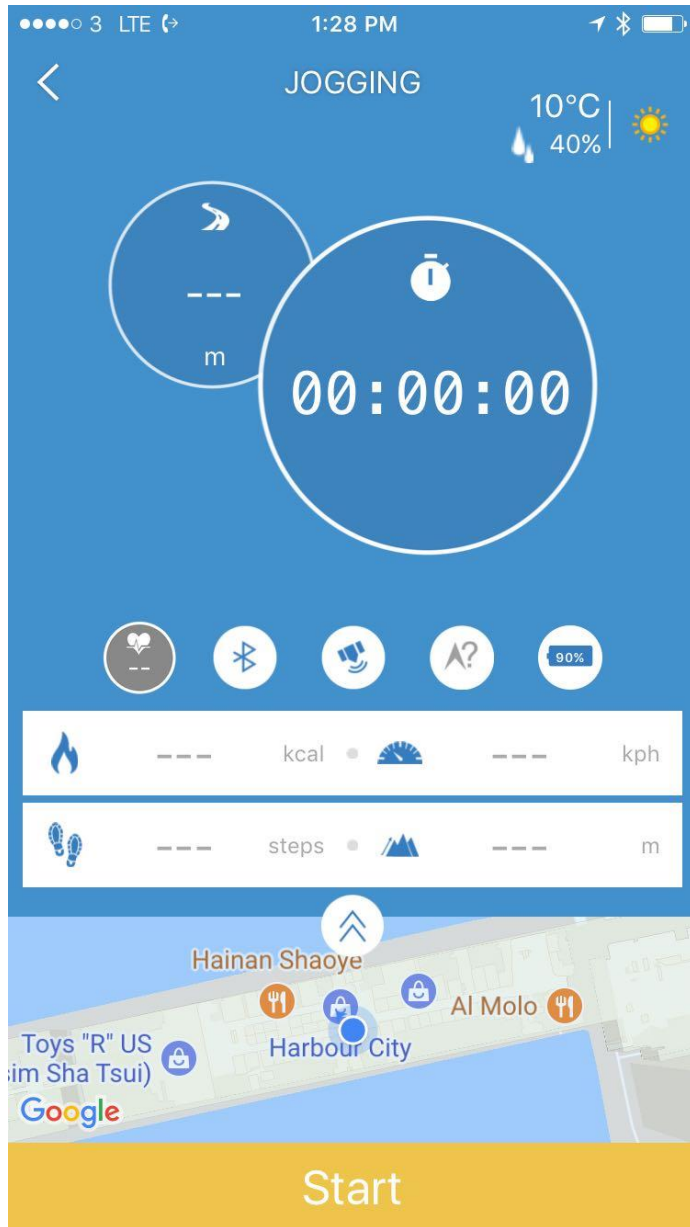 3 LTE 1:28 PM
JOGGING
10°C
40%
---
m
00:00:00
--
?
90%
--- kcal --- kph
--- steps --- m
Hainan Shaoye
Al Molo
Toys "R" US
Harbour City
sim Sha Tsui)
Google
Start